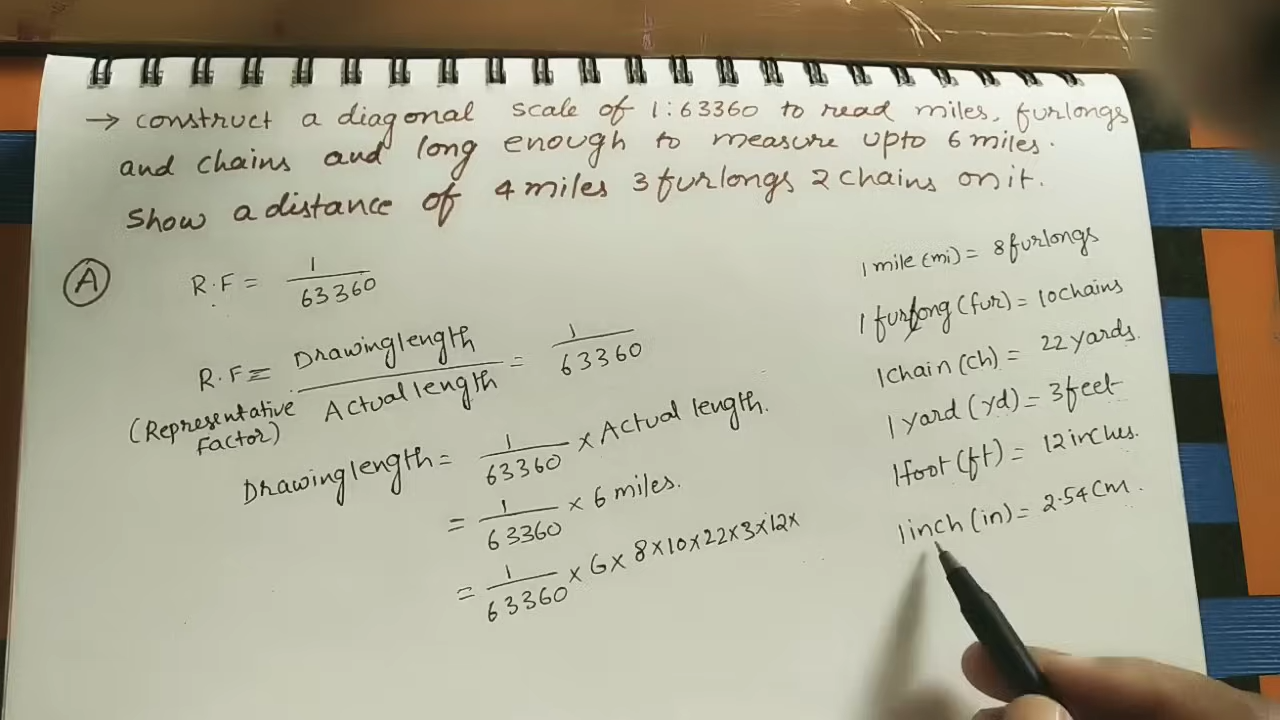 → construct a diagonal scale of 1:63360 to read miles, furlongs
and chains and long enough to measure upto 6 miles.
Show a distance of 4 miles 3 furlongs 2 chains on it.
A
R.F = 1/63360
R.F = Drawing length/Actual length = 1/63360
(Representative Factor)
Drawing length = 1/63360 × Actual length.
= 1/63360 × 6 miles.
= 1/63360 × 6 × 8×10×22×3×12×
1 mile (mi) = 8 furlongs
1 furlong (fur) = 10 chains
1 chain (ch) = 22 yards.
1 yard (yd) = 3 feet
1 foot (ft) = 12 inches.
1 inch (in) = 2.54 cm.